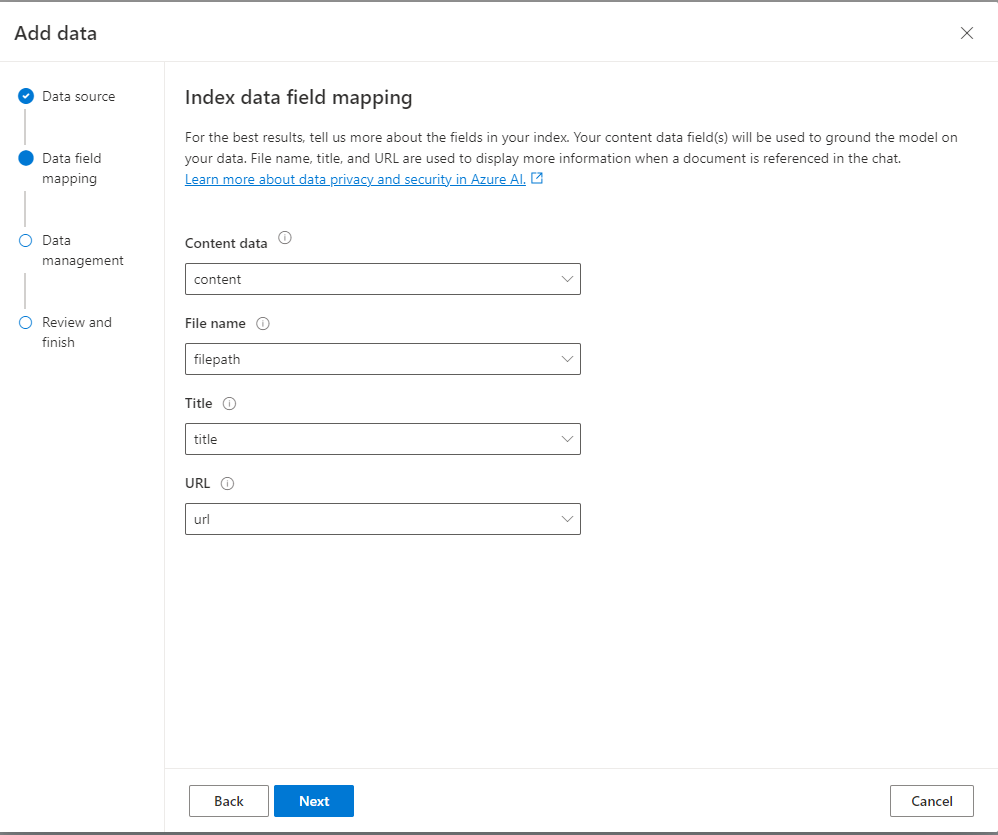 Add data
Data source
Data field
mapping
Data
management
Review and
finish
Index data field mapping
For the best results, tell us more about the fields in your index. Your content data field(s) will be used to ground the model on
your data. File name, title, and URL are used to display more information when a document is referenced in the chat.
Learn more about data privacy and security in Azure AI.
Content data
content
File name
filepath
Title
title
URL
url
Back
Next
Cancel